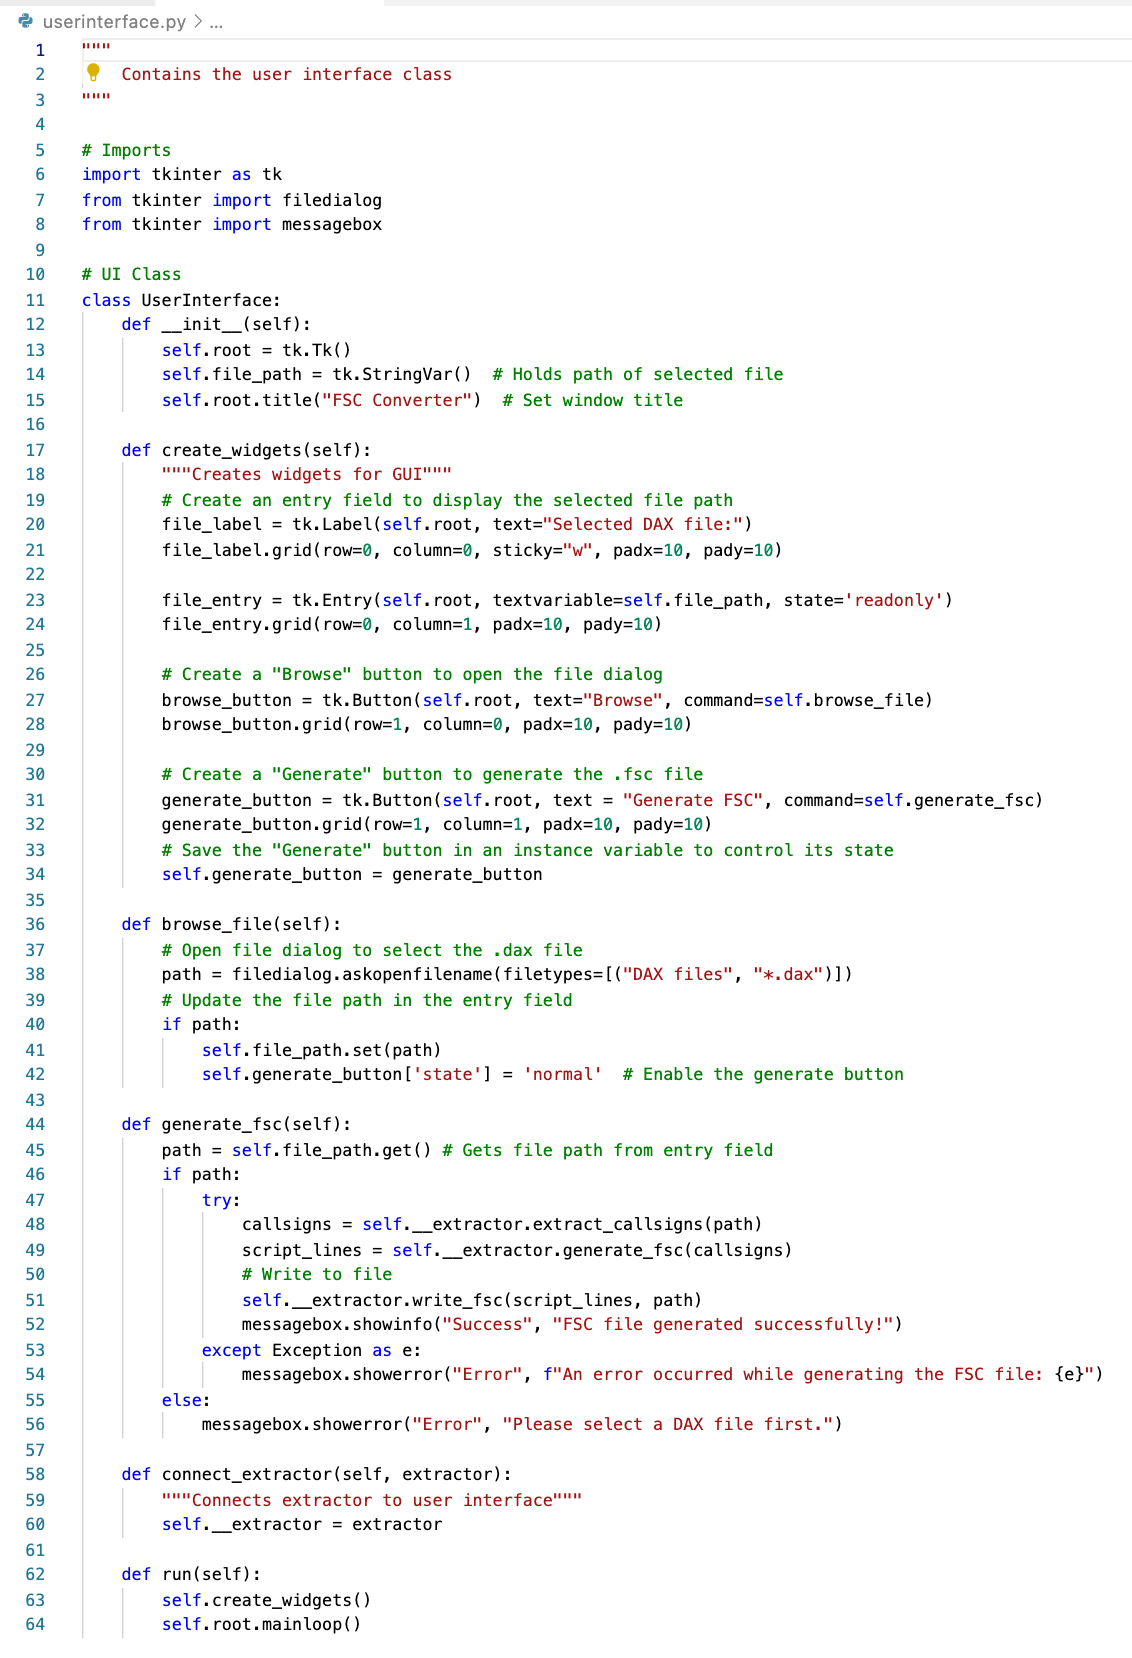 userinterface.py > ...
1 """
2     Contains the user interface class
3 """
4
5 # Imports
6 import tkinter as tk
7 from tkinter import filedialog
8 from tkinter import messagebox
9
10 # UI Class
11 class UserInterface:
12     def __init__(self):
13         self.root = tk.Tk()
14         self.file_path = tk.StringVar()  # Holds path of selected file
15         self.root.title("FSC Converter")  # Set window title
16
17     def create_widgets(self):
18         """Creates widgets for GUI"""
19         # Create an entry field to display the selected file path
20         file_label = tk.Label(self.root, text="Selected DAX file:")
21         file_label.grid(row=0, column=0, sticky="w", padx=10, pady=10)
22
23         file_entry = tk.Entry(self.root, textvariable=self.file_path, state='readonly')
24         file_entry.grid(row=0, column=1, padx=10, pady=10)
25
26         # Create a "Browse" button to open the file dialog
27         browse_button = tk.Button(self.root, text="Browse", command=self.browse_file)
28         browse_button.grid(row=1, column=0, padx=10, pady=10)
29
30         # Create a "Generate" button to generate the .fsc file
31         generate_button = tk.Button(self.root, text = "Generate FSC", command=self.generate_fsc)
32         generate_button.grid(row=1, column=1, padx=10, pady=10)
33         # Save the "Generate" button in an instance variable to control its state
34         self.generate_button = generate_button
35
36     def browse_file(self):
37         # Open file dialog to select the .dax file
38         path = filedialog.askopenfilename(filetypes=[("DAX files", "*.dax")])
39         # Update the file path in the entry field
40         if path:
41             self.file_path.set(path)
42             self.generate_button['state'] = 'normal'  # Enable the generate button
43
44     def generate_fsc(self):
45         path = self.file_path.get() # Gets file path from entry field
46         if path:
47             try:
48                 callsigns = self.__extractor.extract_callsigns(path)
49                 script_lines = self.__extractor.generate_fsc(callsigns)
50                 # Write to file
51                 self.__extractor.write_fsc(script_lines, path)
52                 messagebox.showinfo("Success", "FSC file generated successfully!")
53             except Exception as e:
54                 messagebox.showerror("Error", f"An error occurred while generating the FSC file: {e}")
55         else:
56             messagebox.showerror("Error", "Please select a DAX file first.")
57
58     def connect_extractor(self, extractor):
59         """Connects extractor to user interface"""
60         self.__extractor = extractor
61
62     def run(self):
63         self.create_widgets()
64         self.root.mainloop()